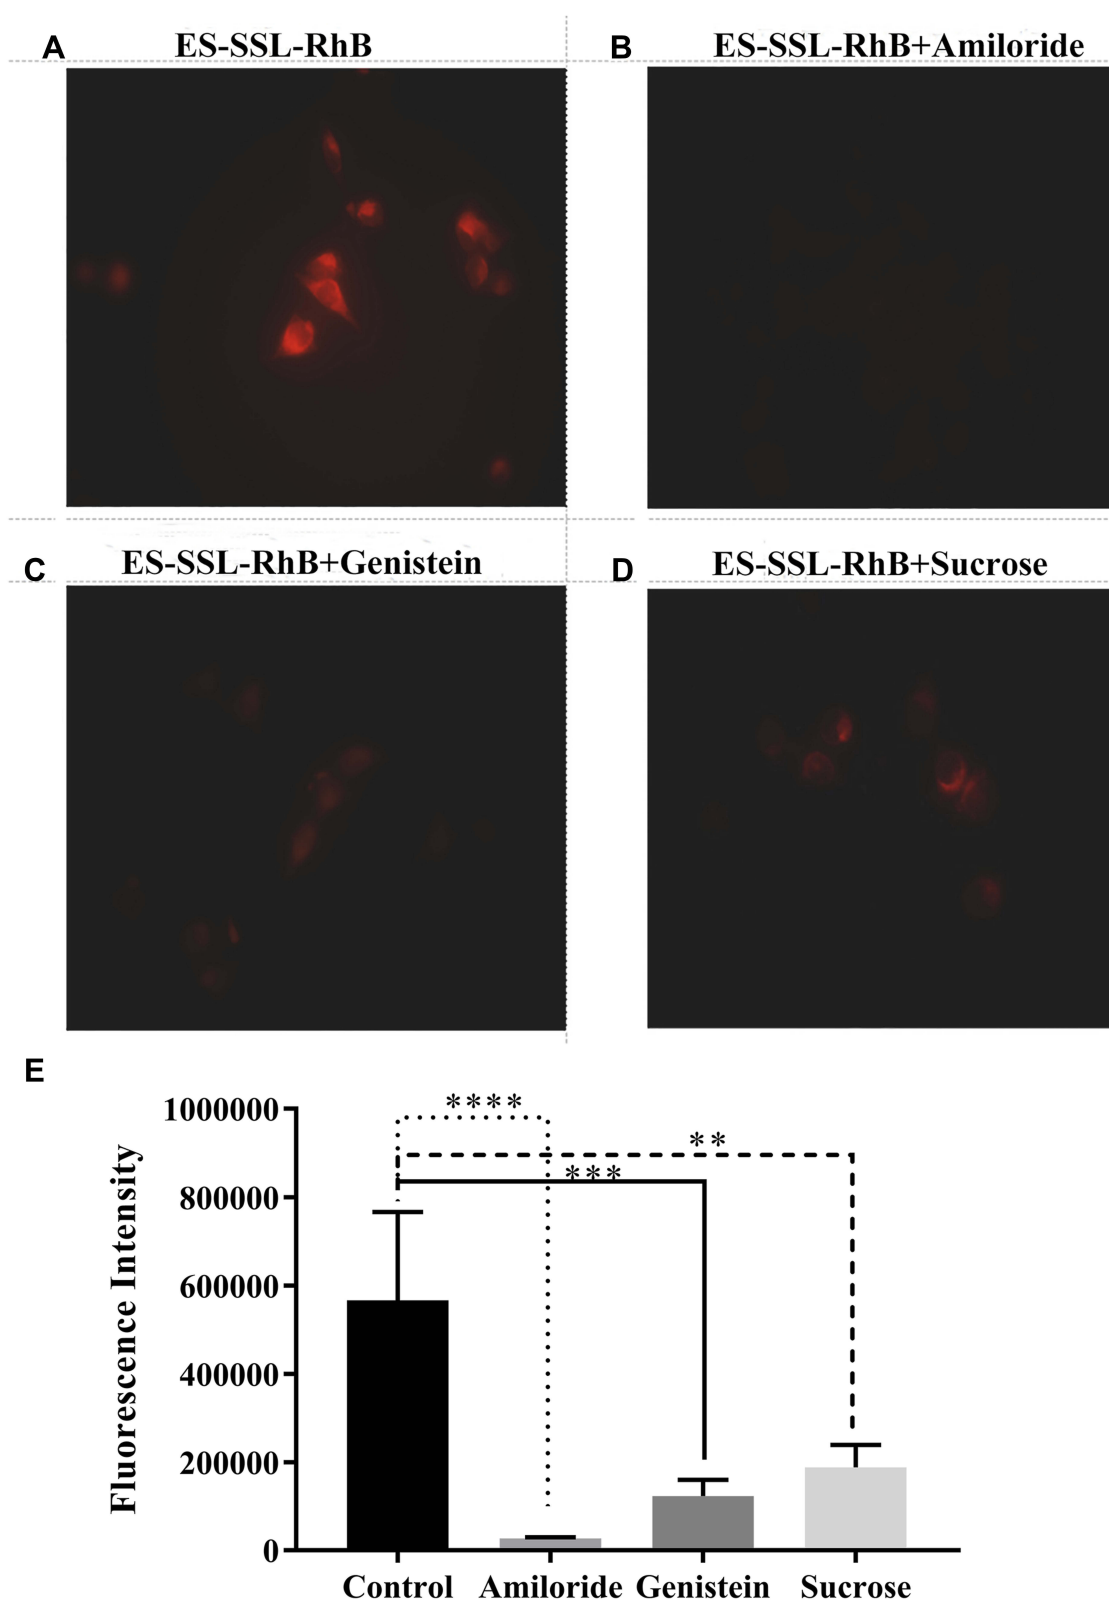 A ES-SSL-RhB
B ES-SSL-RhB+Amiloride
C ES-SSL-RhB+Genistein
D ES-SSL-RhB+Sucrose
E
Fluorescence Intensity
1000000
800000
600000
400000
200000
0
****
**
***
Control Amiloride Genistein Sucrose